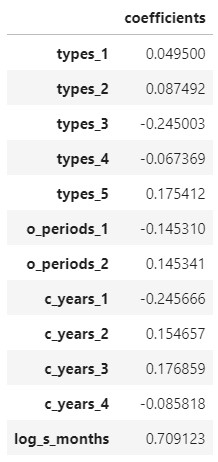 coefficients
types_1 0.049500
types_2 0.087492
types_3 -0.245003
types_4 -0.067369
types_5 0.175412
o_periods_1 -0.145310
o_periods_2 0.145341
c_years_1 -0.245666
c_years_2 0.154657
c_years_3 0.176859
c_years_4 -0.085818
log_s_months 0.709123